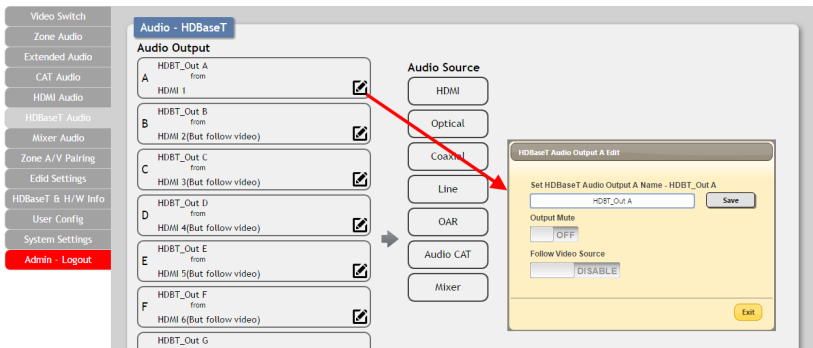 Video Switch
Zone Audio
Extended Audio
CAT Audio
HDMI Audio
HDBaseT Audio
Mixer Audio
Zone A/V Pairing
Edid Settings
HDBaseT & H/W Info
User Config
System Settings
Admin - Logout
Audio - HDBaseT
Audio Output
A
HDBT_Out A
from
HDMI 1
B
HDBT_Out B
from
HDMI 2(But follow video)
C
HDBT_Out C
from
HDMI 3(But follow video)
D
HDBT_Out D
from
HDMI 4(But follow video)
E
HDBT_Out E
from
HDMI 5(But follow video)
F
HDBT_Out F
from
HDMI 6(But follow video)
HDBT_Out G
Audio Source
HDMI
Optical
Coaxial
Line
OAR
Audio CAT
Mixer
HDBaseT Audio Output A Edit
Set HDBaseT Audio Output A Name - HDBT_Out A
HDBT_Out A
Save
Output Mute
OFF
Follow Video Source
DISABLE
Exit